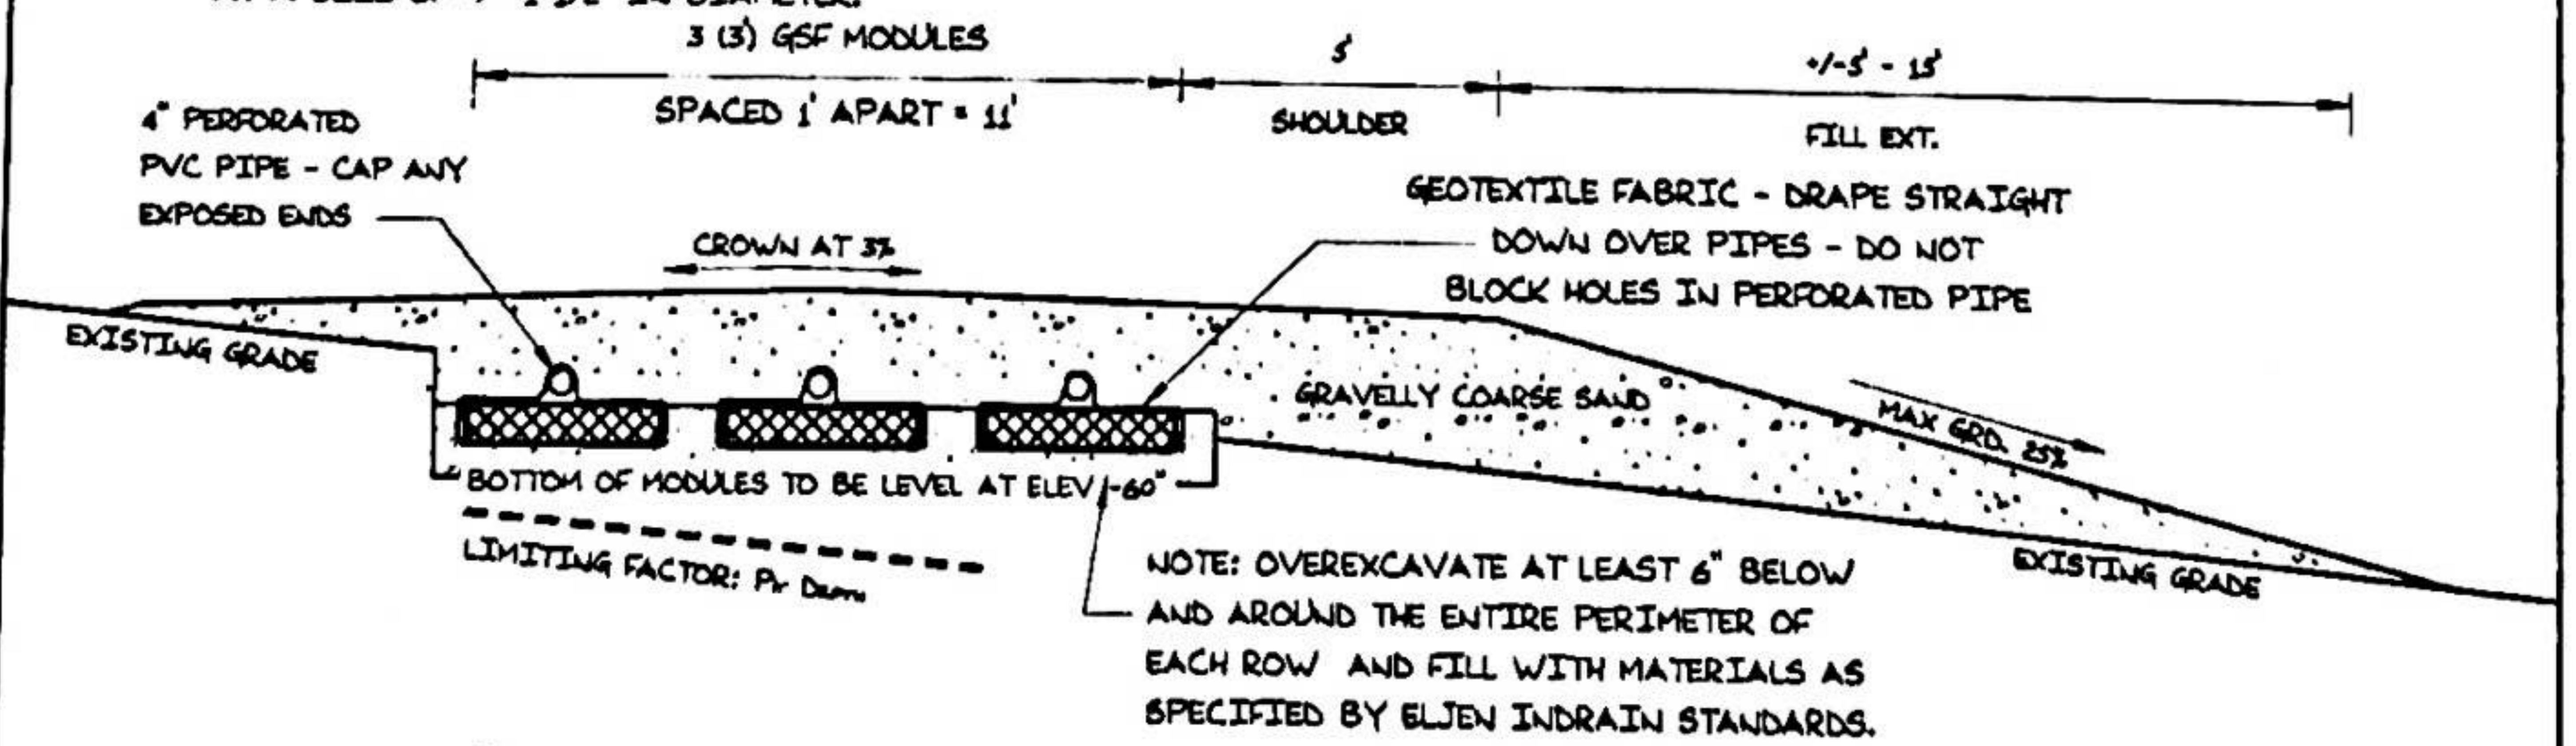 3 (3') GSF MODULES
5'
+/-5' - 15'
SPACED 1' APART = 11'
SHOULDER
FILL EXT.
4" PERFORATED
PVC PIPE - CAP ANY
EXPOSED ENDS
GEOTEXTILE FABRIC - DRAPE STRAIGHT
DOWN OVER PIPES - DO NOT
BLOCK HOLES IN PERFORATED PIPE
CROWN AT 3%
EXISTING GRADE
GRAVELLY COARSE SAND
MAX GRD. 25%
BOTTOM OF MODULES TO BE LEVEL AT ELEV -60"
LIMITING FACTOR:
EXISTING GRADE
NOTE: OVEREXCAVATE AT LEAST 6" BELOW
AND AROUND THE ENTIRE PERIMETER OF
EACH ROW AND FILL WITH MATERIALS AS
SPECIFIED BY ELJEN INDRAIN STANDARDS.